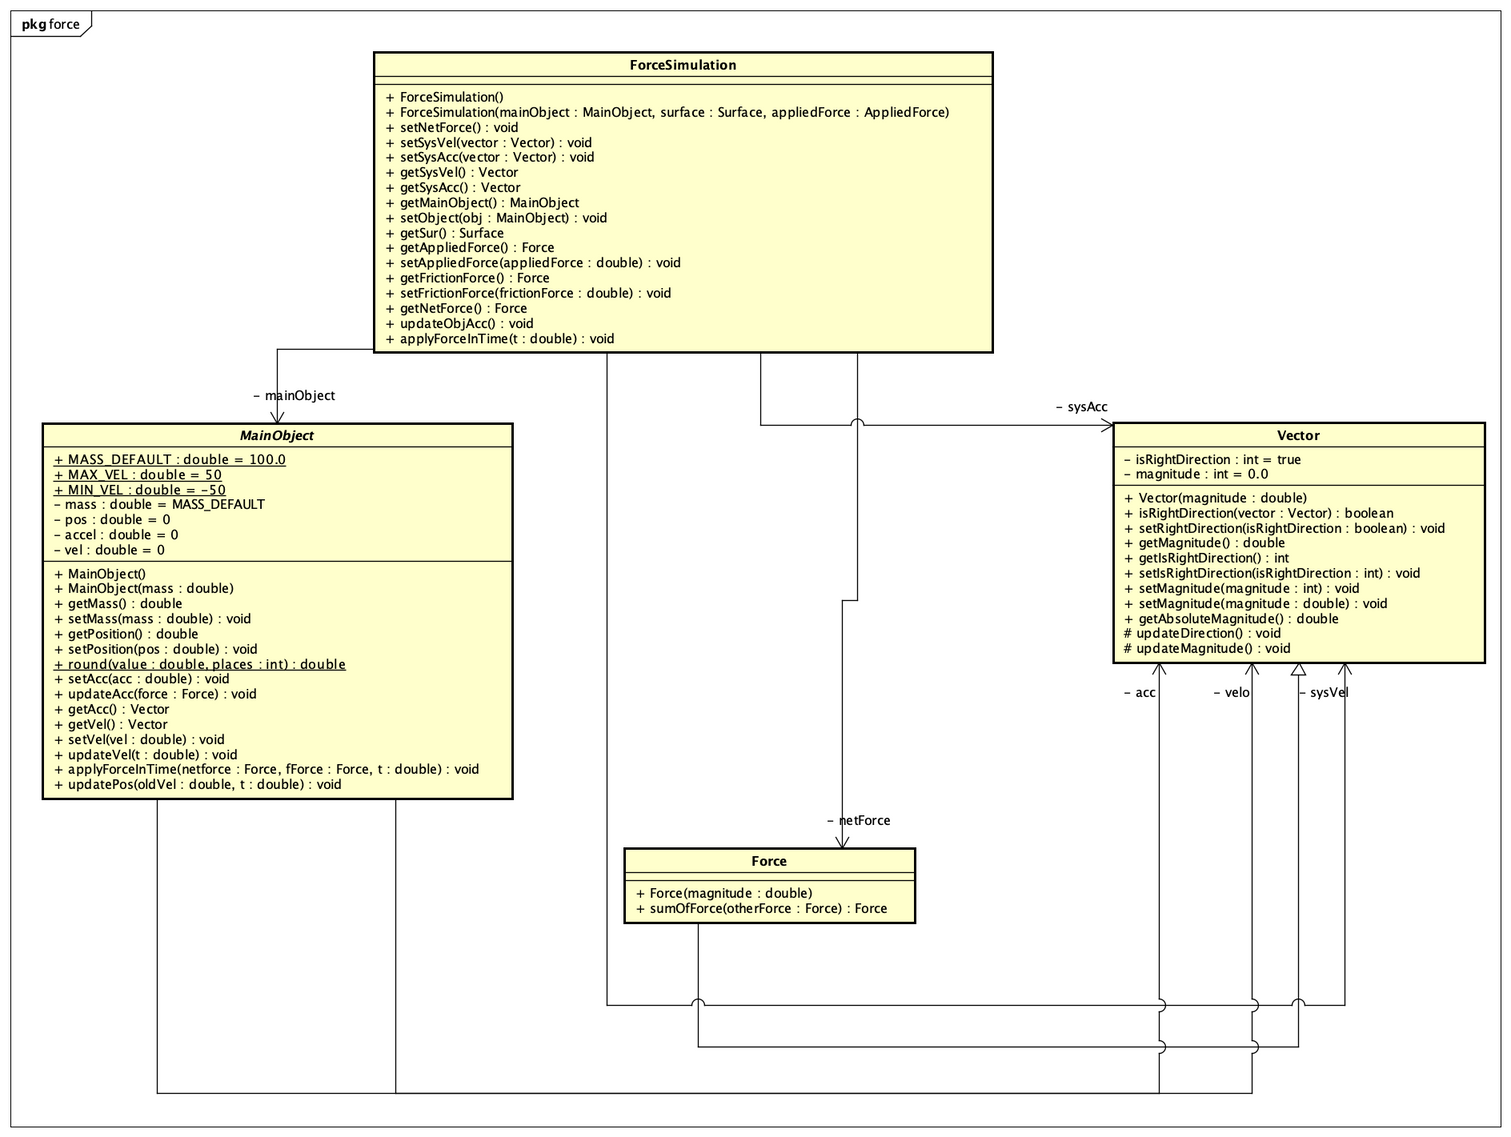 pkg force
ForceSimulation
+ ForceSimulation()
+ ForceSimulation(mainObject : MainObject, surface : Surface, appliedForce : AppliedForce)
+ setNetForce() : void
+ setSysVel(vector : Vector) : void
+ setSysAcc(vector : Vector) : void
+ getSysVel() : Vector
+ getSysAcc() : Vector
+ getMainObject() : MainObject
+ setObject(obj : MainObject) : void
+ getSur() : Surface
+ getAppliedForce() : Force
+ setAppliedForce(appliedForce : double) : void
+ getFrictionForce() : Force
+ setFrictionForce(frictionForce : double) : void
+ getNetForce() : Force
+ updateObjAcc() : void
+ applyForceInTime(t : double) : void
- mainObject
- sysAcc
MainObject
+ MASS_DEFAULT : double = 100.0
+ MAX_VEL : double = 50
+ MIN_VEL : double = -50
- mass : double = MASS_DEFAULT
- pos : double = 0
- accel : double = 0
- vel : double = 0
+ MainObject()
+ MainObject(mass : double)
+ getMass() : double
+ setMass(mass : double) : void
+ getPosition() : double
+ setPosition(pos : double) : void
+ round(value : double, places : int) : double
+ setAcc(acc : double) : void
+ updateAcc(force : Force) : void
+ getAcc() : Vector
+ getVel() : Vector
+ setVel(vel : double) : void
+ updateVel(t : double) : void
+ applyForceInTime(netforce : Force, fForce : Force, t : double) : void
+ updatePos(oldVel : double, t : double) : void
Vector
- isRightDirection : int = true
- magnitude : int = 0.0
+ Vector(magnitude : double)
+ isRightDirection(vector : Vector) : boolean
+ setRightDirection(isRightDirection : boolean) : void
+ getMagnitude() : double
+ getIsRightDirection() : int
+ setIsRightDirection(isRightDirection : int) : void
+ setMagnitude(magnitude : int) : void
+ setMagnitude(magnitude : double) : void
+ getAbsoluteMagnitude() : double
# updateDirection() : void
# updateMagnitude() : void
- acc
- velo
- sysVel
- netForce
Force
+ Force(magnitude : double)
+ sumOfForce(otherForce : Force) : Force